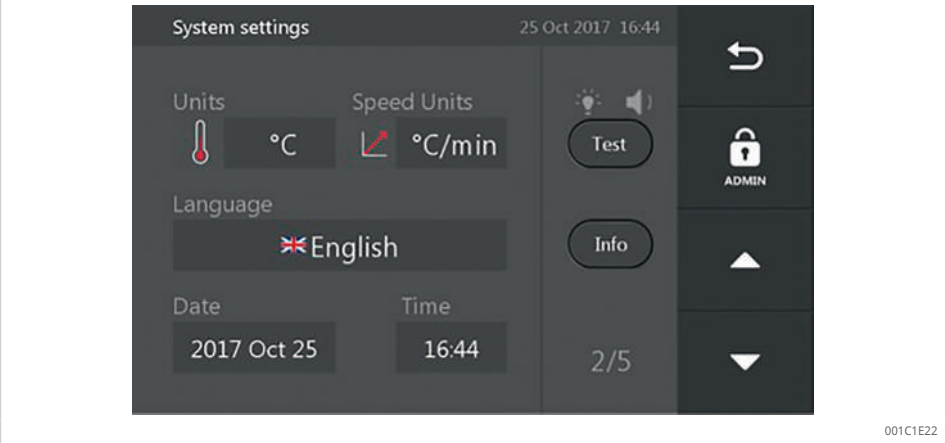 System settings 25 Oct 2017 16:44
Units Speed Units
°C °C/min Test
ADMIN
Language
English Info
Date Time
2017 Oct 25 16:44 2/5
001C1E22